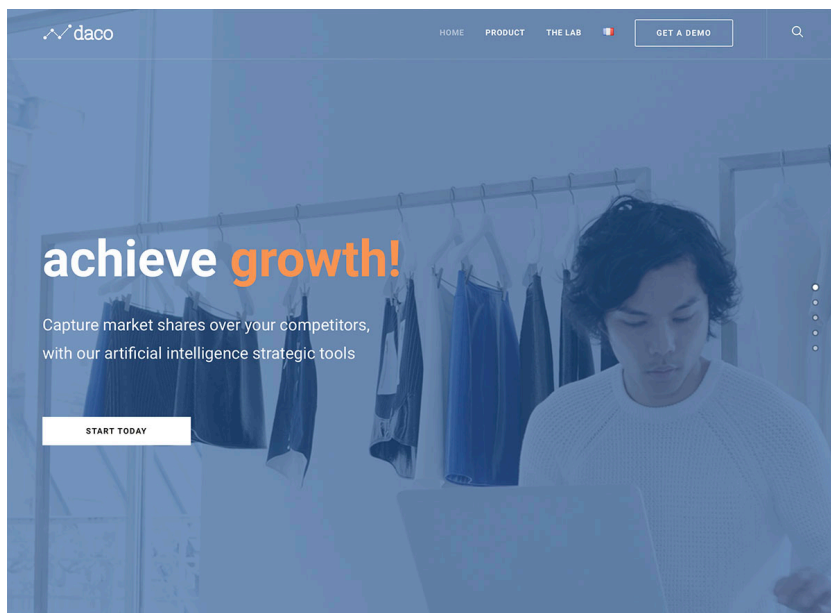 daco
HOME PRODUCT THE LAB GET A DEMO
achieve growth!
Capture market shares over your competitors,
with our artificial intelligence strategic tools
START TODAY